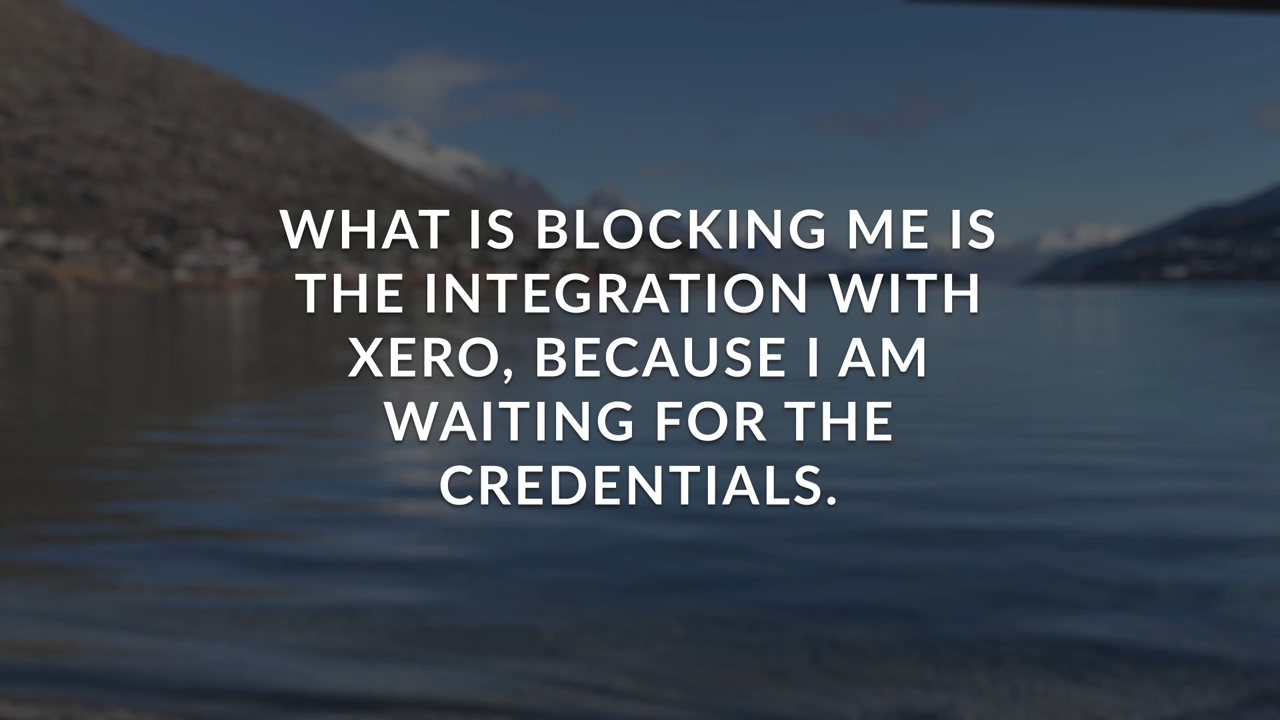 WHAT IS BLOCKING ME IS
THE INTEGRATION WITH
XERO, BECAUSE I AM
WAITING FOR THE
CREDENTIALS.